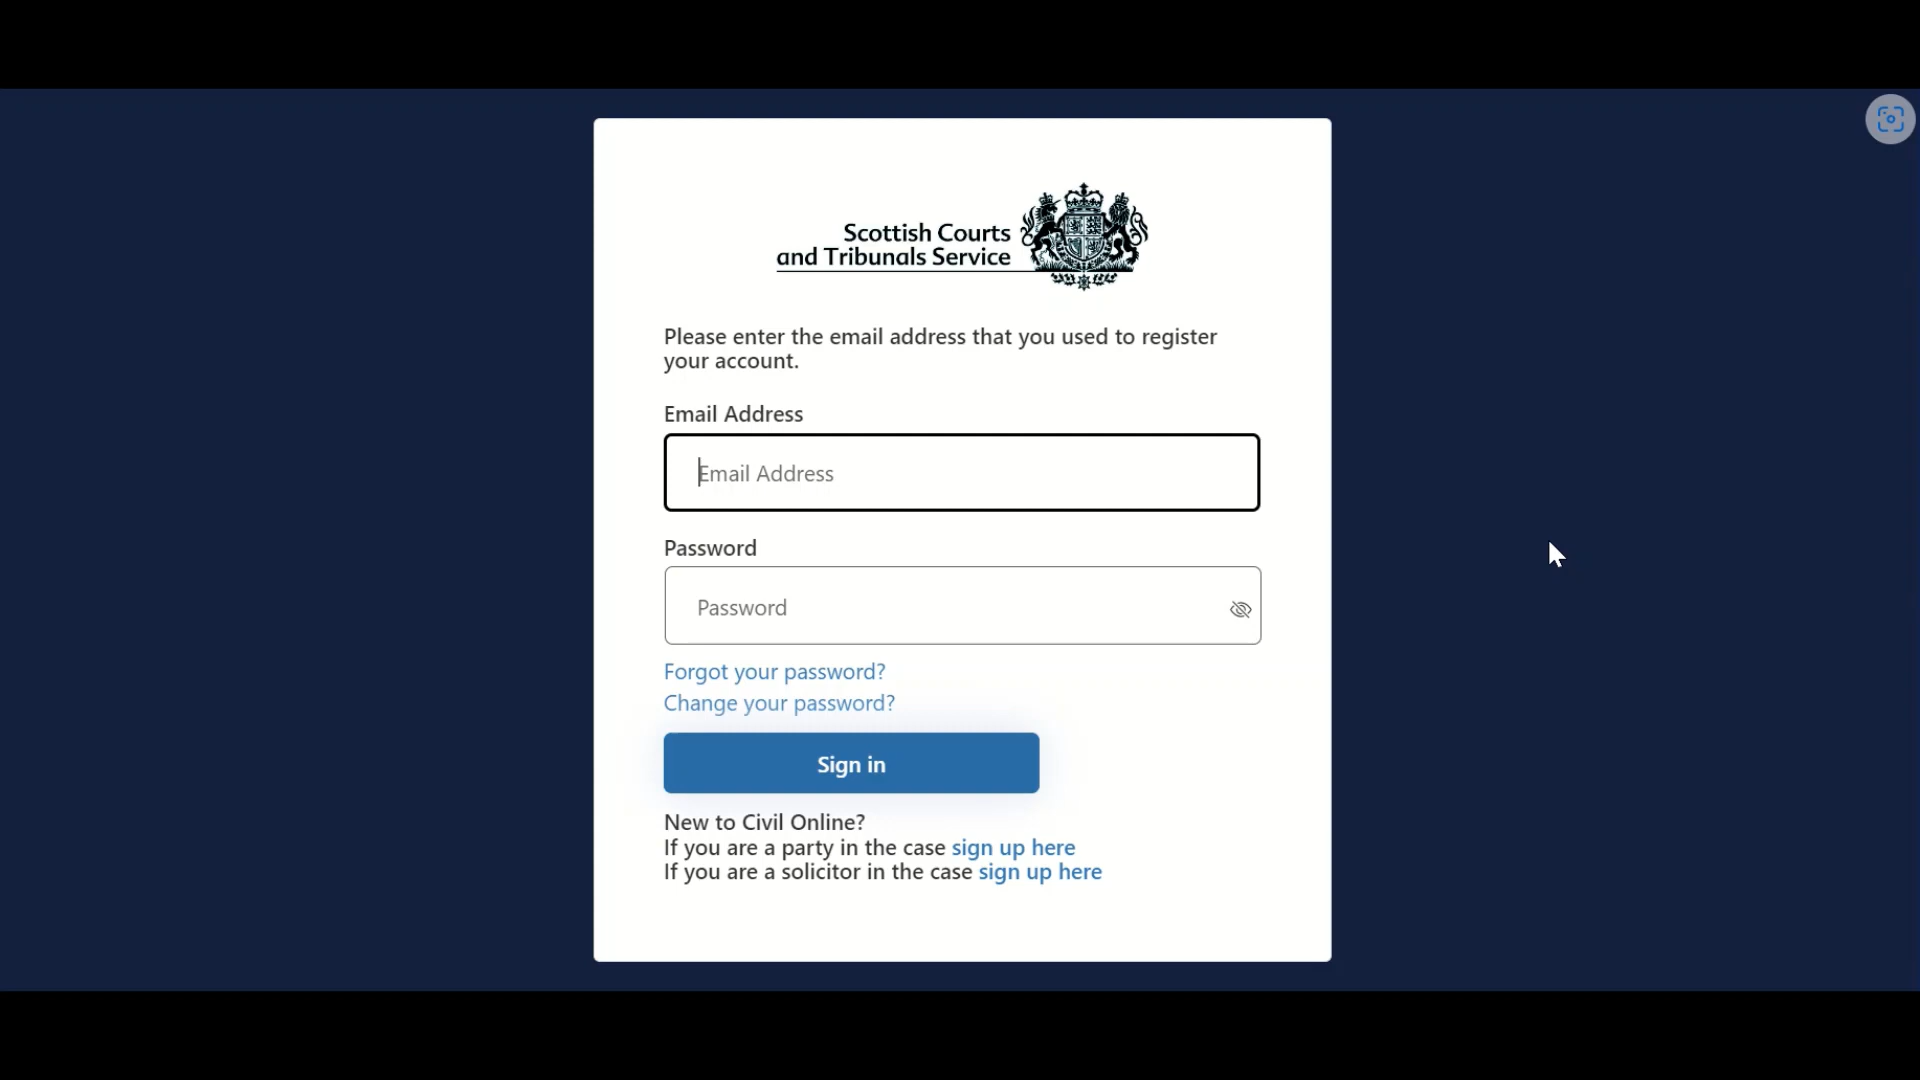 Scottish Courts
and Tribunals Service
Please enter the email address that you used to register
your account.
Email Address
Email Address
Password
Password
Forgot your password?
Change your password?
Sign in
New to Civil Online?
If you are a party in the case sign up here
If you are a solicitor in the case sign up here